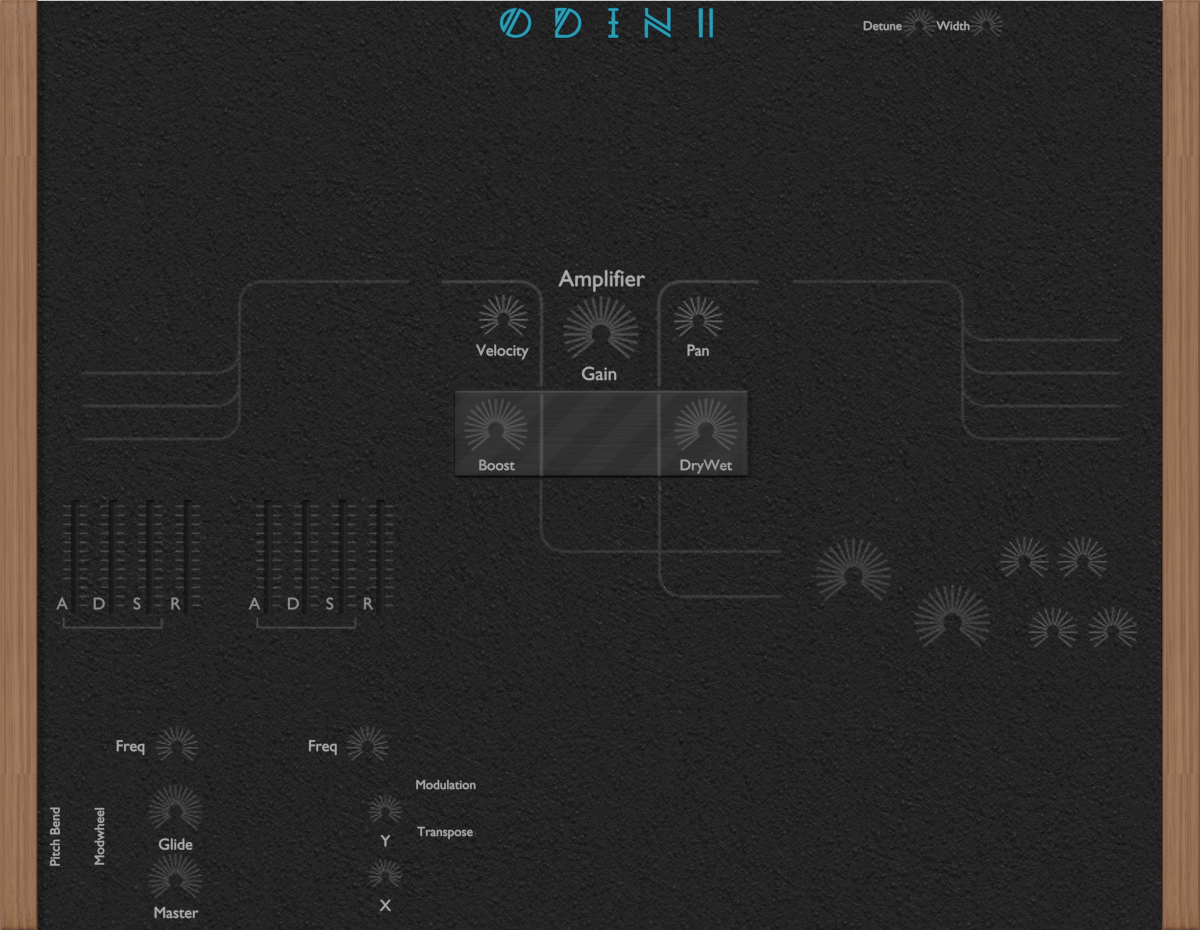 ODIN II
Detune Width
Amplifier
Velocity
Pan
Gain
Boost
DryWet
A D S R
A D S R
Freq
Freq
Modulation
Pitch Bend
Modwheel
Transpose
Y
Glide
X
Master